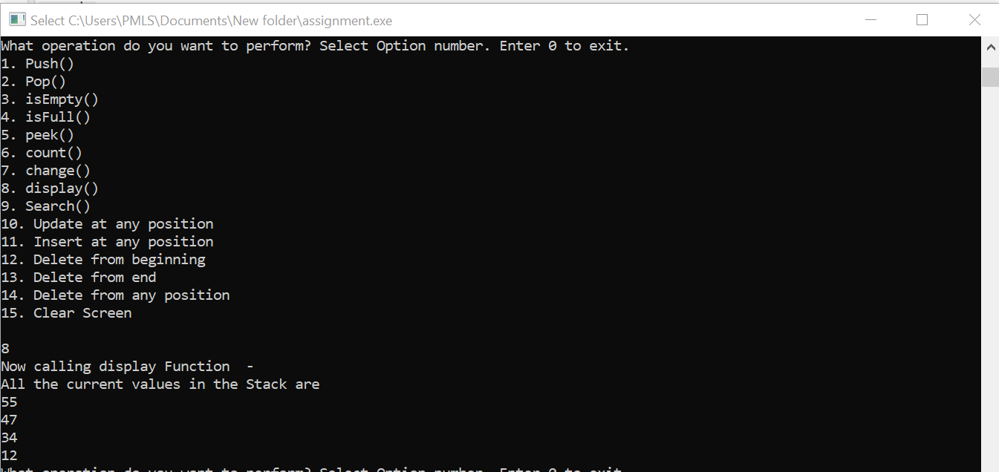 Select C:\Users\PMLS\Documents\New folder\assignment.exe
What operation do you want to perform? Select Option number. Enter 0 to exit.
1. Push()
2. Pop()
3. isEmpty()
4. isFull()
5. peek()
6. count()
7. change()
8. display()
9. Search()
10. Update at any position
11. Insert at any position
12. Delete from beginning
13. Delete from end
14. Delete from any position
15. Clear Screen
8
Now calling display Function  -
All the current values in the Stack are
55
47
34
12
What operation do you want to perform? Select Option number. Enter 0 to exit.